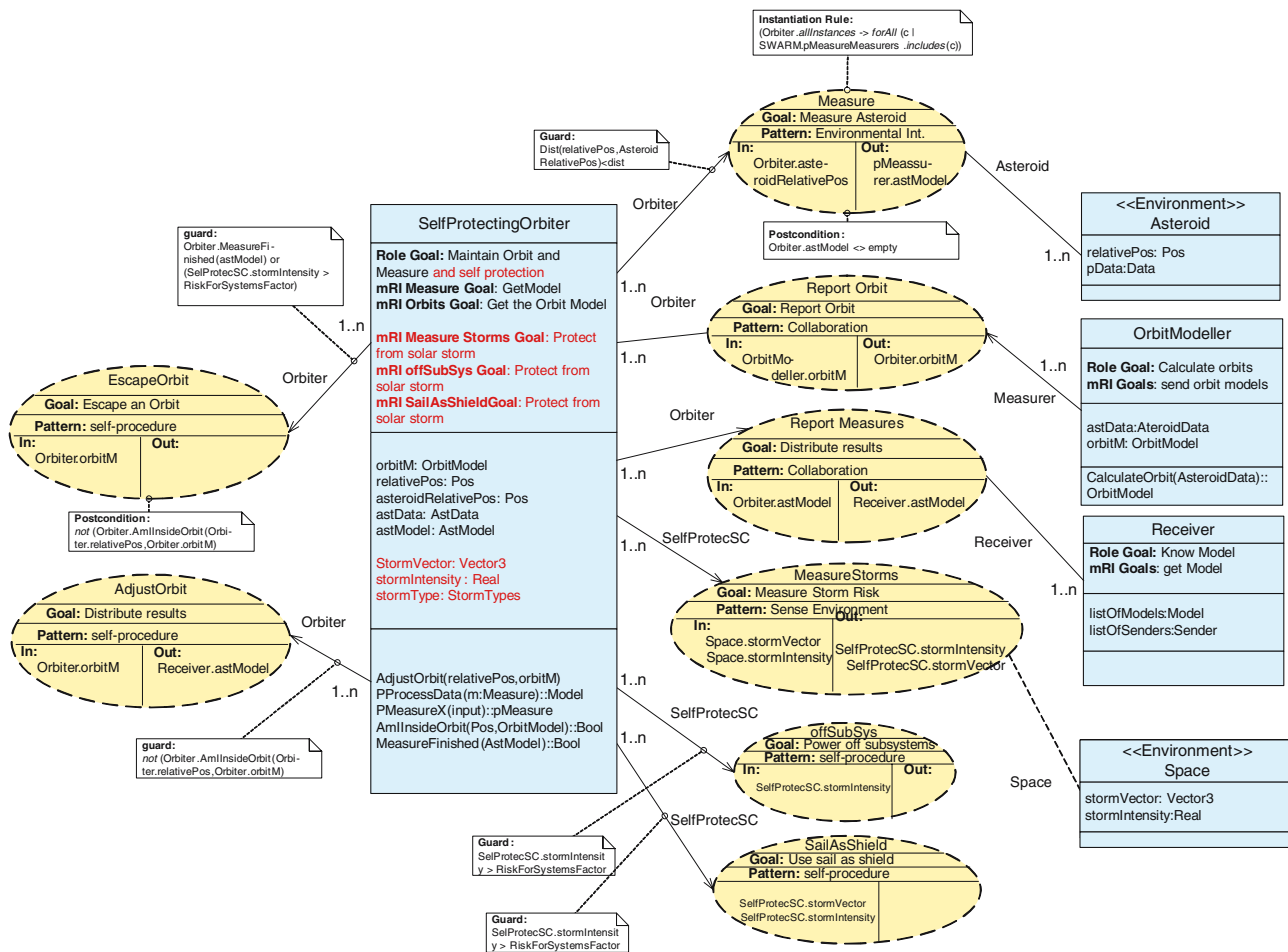 Instantiation Rule:
(Orbiter.allInstances -> forAll (c |
SWARM.pMeasureMeasurers .includes(c))
Measure
Goal: Measure Asteroid
Pattern: Environmental Int.
In:
Orbiter.aste-
roidRelativePos
Out:
pMeassu-
rer.astModel
Guard:
Dist(relativePos,Asteroid
RelativePos)<dist
Orbiter
1..n
Asteroid
1..n
Postcondition:
Orbiter.astModel <> empty
<<Environment>>
Asteroid
relativePos: Pos
pData:Data
SelfProtectingOrbiter
Role Goal: Maintain Orbit and
Measure and self protection
mRI Measure Goal: GetModel
mRI Orbits Goal: Get the Orbit Model
mRI Measure Storms Goal: Protect
from solar storm
mRI offSubSys Goal: Protect from
solar storm
mRI SailAsShieldGoal: Protect from
solar storm
orbitM: OrbitModel
relativePos: Pos
asteroidRelativePos: Pos
astData: AstData
astModel: AstModel
StormVector: Vector3
stormIntensity : Real
stormType: StormTypes
AdjustOrbit(relativePos,orbitM)
PProcessData(m:Measure)::Model
PMeasureX(input)::pMeasure
AmIInsideOrbit(Pos,OrbitModel)::Bool
MeasureFinished(AstModel)::Bool
guard:
Orbiter.MeasureFi-
nished(astModel) or
(SelProtecSC.stormIntensity >
RiskForSystemsFactor)
1..n
Orbiter
EscapeOrbit
Goal: Escape an Orbit
Pattern: self-procedure
In:
Orbiter.orbitM
Out:
Postcondition:
not (Orbiter.AmIInsideOrbit(Orbi-
ter.relativePos,Orbiter.orbitM)
AdjustOrbit
Goal: Distribute results
Pattern: self-procedure
In:
Orbiter.orbitM
Out:
Receiver.astModel
Orbiter
1..n
guard:
not (Orbiter.AmIInsideOrbit(Orbi-
ter.relativePos,Orbiter.orbitM)
Orbiter
1..n
Report Orbit
Goal: Report Orbit
Pattern: Collaboration
In:
OrbitMo-
deller.orbitM
Out:
Orbiter.orbitM
1..n
Measurer
OrbitModeller
Role Goal: Calculate orbits
mRI Goals: send orbit models
astData:AteroidData
orbitM: OrbitModel
CalculateOrbit(AsteroidData)::
OrbitModel
Orbiter
1..n
Report Measures
Goal: Distribute results
Pattern: Collaboration
In:
Orbiter.astModel
Out:
Receiver.astModel
Receiver
1..n
Receiver
Role Goal: Know Model
mRI Goals: get Model
listOfModels:Model
listOfSenders:Sender
SelfProtecSC
1..n
MeasureStorms
Goal: Measure Storm Risk
Pattern: Sense Environment
In:
Space.stormVector
Space.stormIntensity
Out:
SelfProtecSC.stormIntensity
SelfProtecSC.stormVector
Space
<<Environment>>
Space
stormVector: Vector3
stormIntensity:Real
1..n
SelfProtecSC
offSubSys
Goal: Power off subsystems
Pattern: self-procedure
In:
SelfProtecSC.stormIntensity
Out:
1..n
SelfProtecSC
SailAsShield
Goal: Use sail as shield
Pattern: self-procedure
SelfProtecSC.stormVector
SelfProtecSC.stormIntensity
Guard:
SelProtecSC.stormIntensit
y > RiskForSystemsFactor
Guard:
SelProtecSC.stormIntensit
y > RiskForSystemsFactor